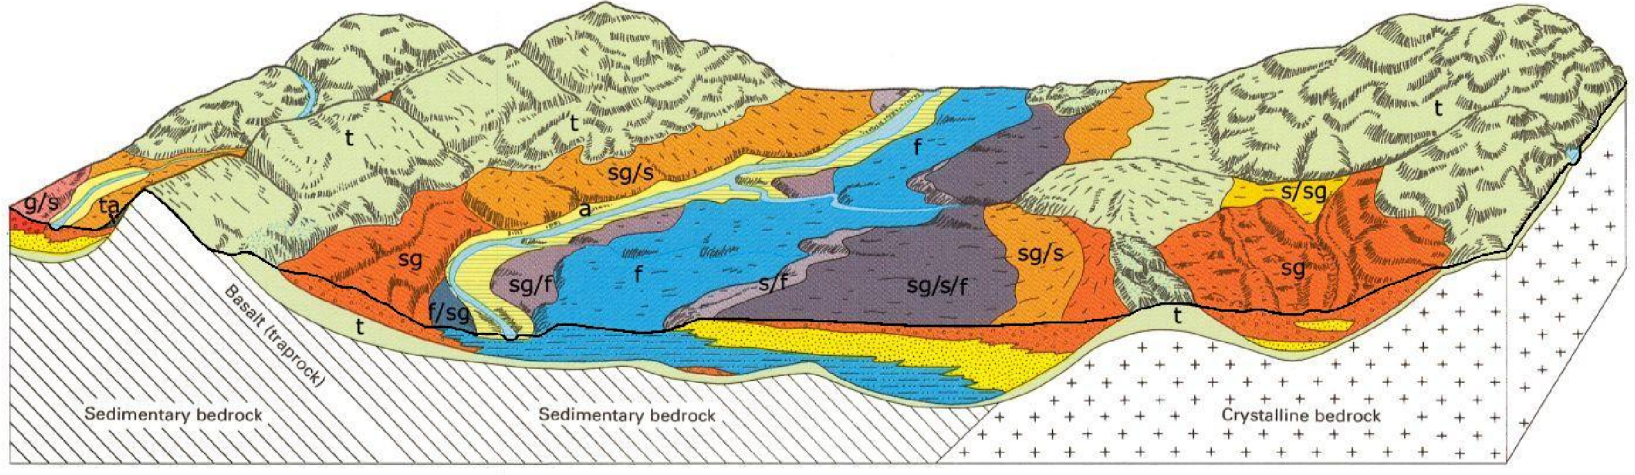 t
t
t
f
sg/s
s/sg
g/s
ta
a
sg
sg/s
sg
sg/f
f
s/f
sg/s/f
f/sg
Basalt (traprock)
t
t
Sedimentary bedrock
Sedimentary bedrock
Crystalline bedrock